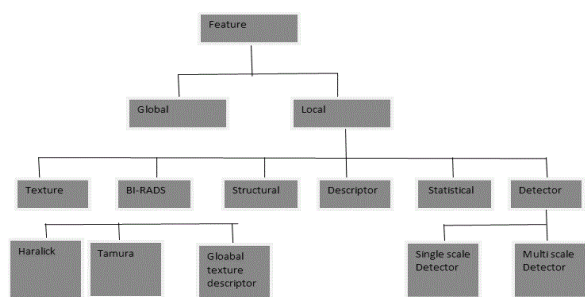 Feature
Global
Local
Texture
BI-RADS
Structural
Descriptor
Statistical
Detector
Haralick
Tamura
Gloabal
texture
descriptor
Single scale
Detector
Multi scale
Detector